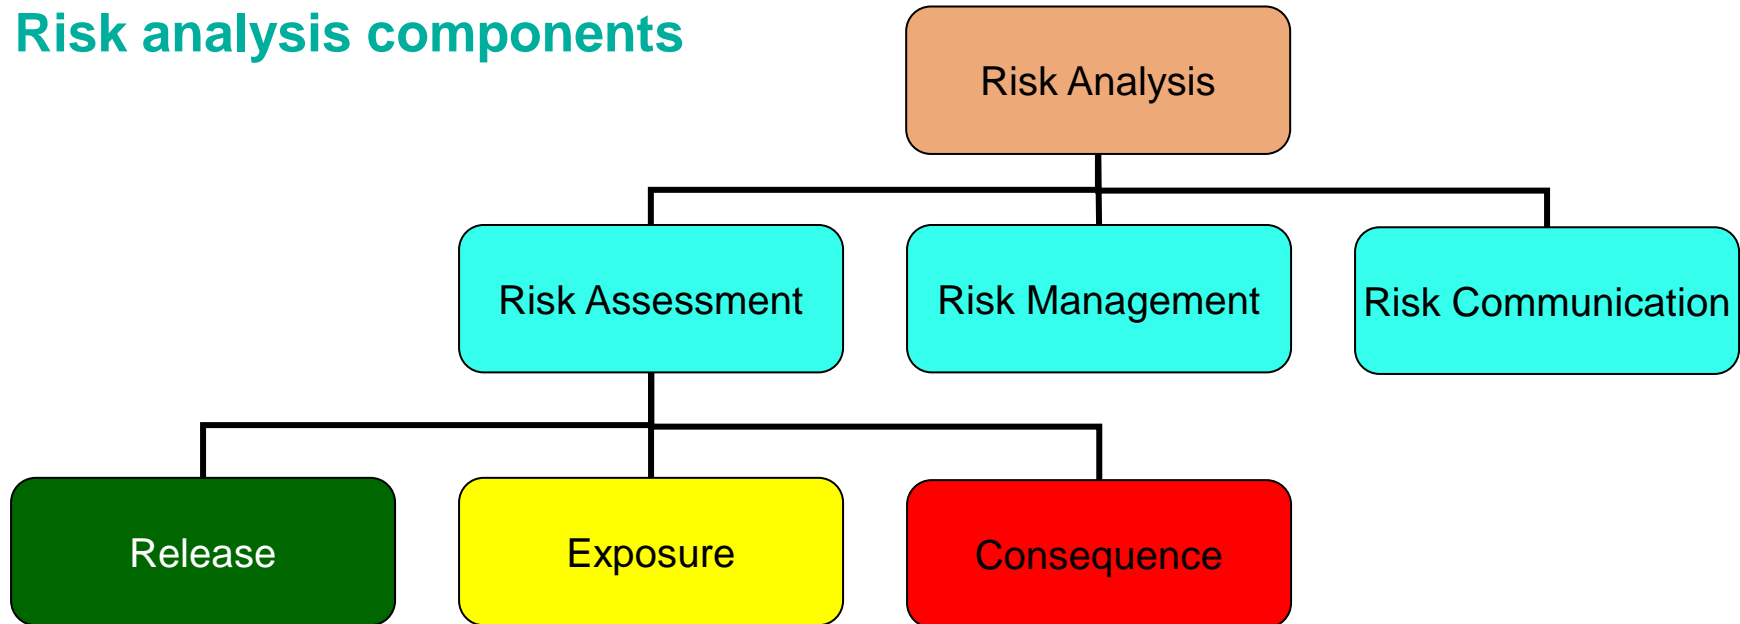 Risk analysis components
Risk Analysis
Risk Assessment
Risk Management
Risk Communication
Release
Exposure
Consequence